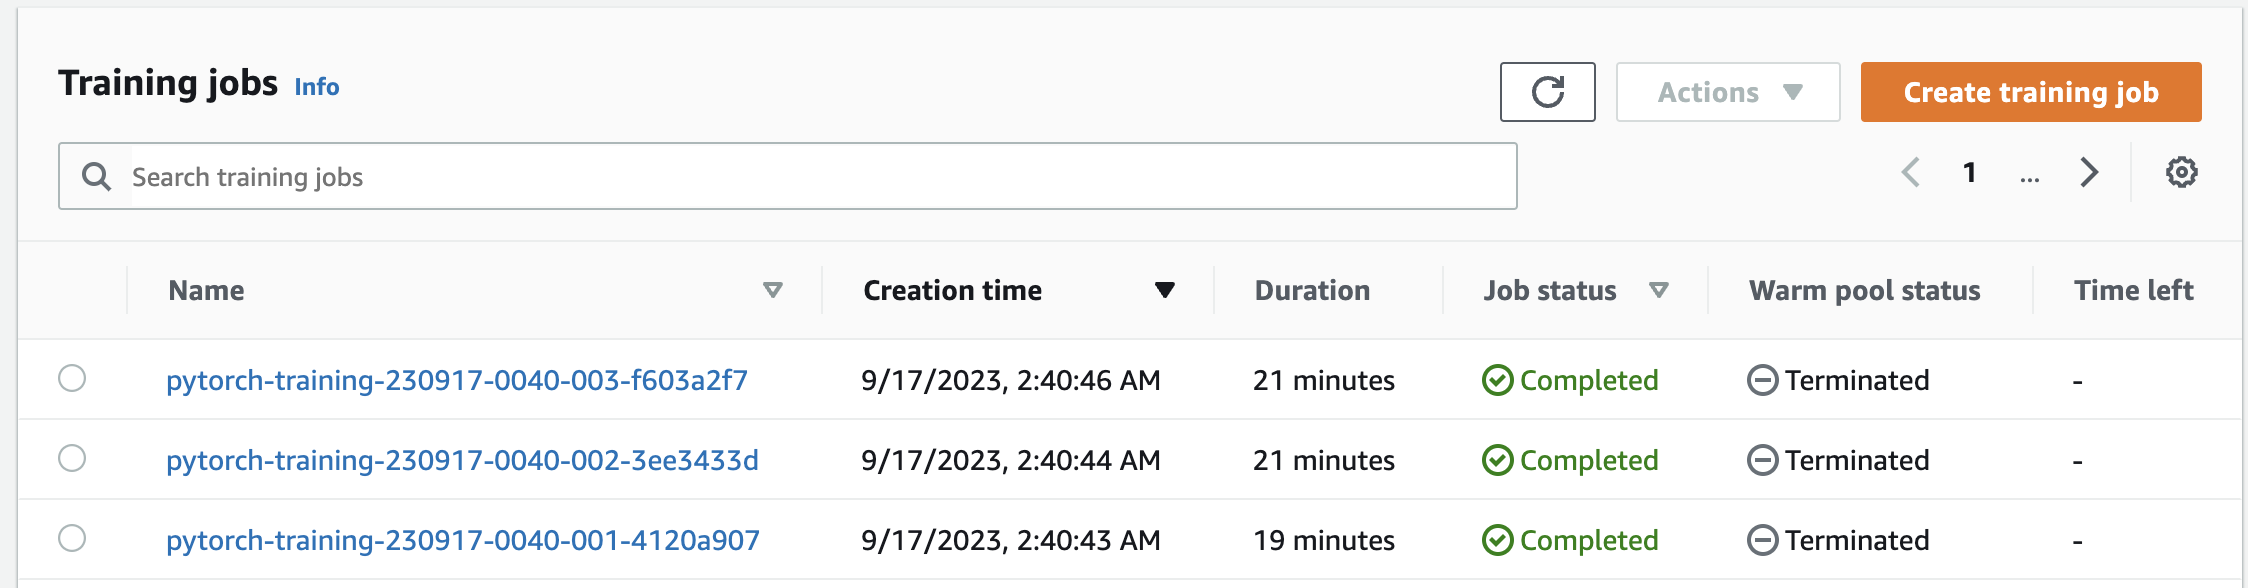 Training jobs Info
Actions
Create training job
Search training jobs
1 ...
Name Creation time Duration Job status Warm pool status Time left
pytorch-training-230917-0040-003-f603a2f7 9/17/2023, 2:40:46 AM 21 minutes Completed Terminated -
pytorch-training-230917-0040-002-3ee3433d 9/17/2023, 2:40:44 AM 21 minutes Completed Terminated -
pytorch-training-230917-0040-001-4120a907 9/17/2023, 2:40:43 AM 19 minutes Completed Terminated -